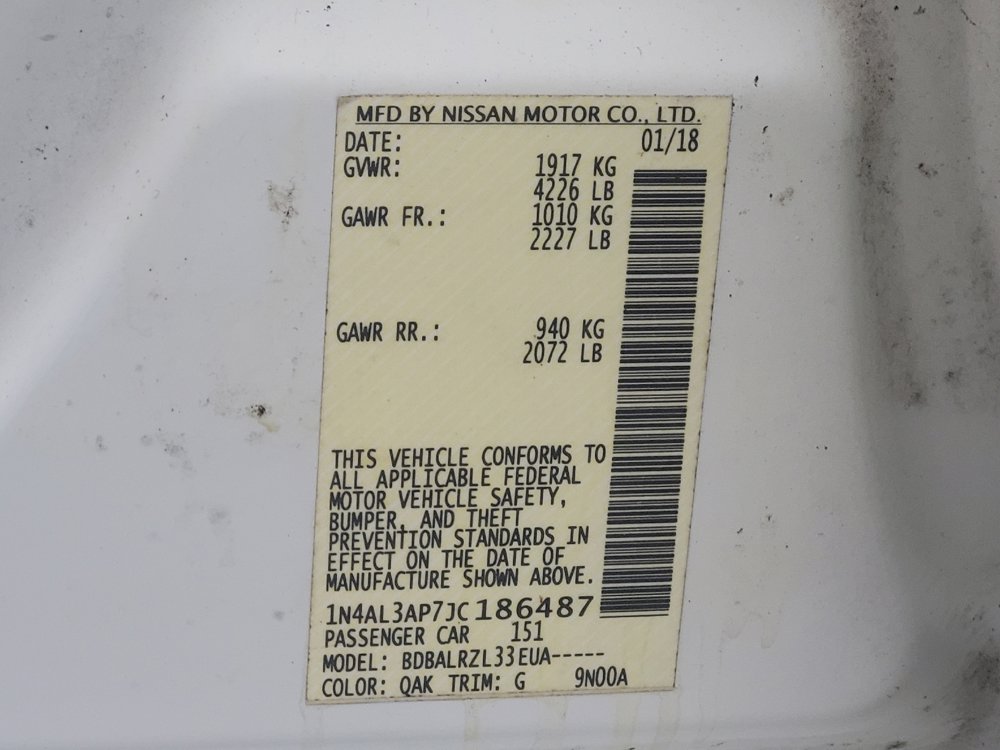 MFD BY NISSAN MOTOR CO., LTD.
DATE: 01/18
GVWR: 1917 KG
4226 LB
GAWR FR.: 1010 KG
2227 LB
GAWR RR.: 940 KG
2072 LB
THIS VEHICLE CONFORMS TO
ALL APPLICABLE FEDERAL
MOTOR VEHICLE SAFETY,
BUMPER, AND THEFT
PREVENTION STANDARDS IN
EFFECT ON THE DATE OF
MANUFACTURE SHOWN ABOVE.
1N4AL3AP7JC186487
PASSENGER CAR 151
MODEL: BDBALRZL33EUA-----
COLOR: QAK TRIM: G 9N00A